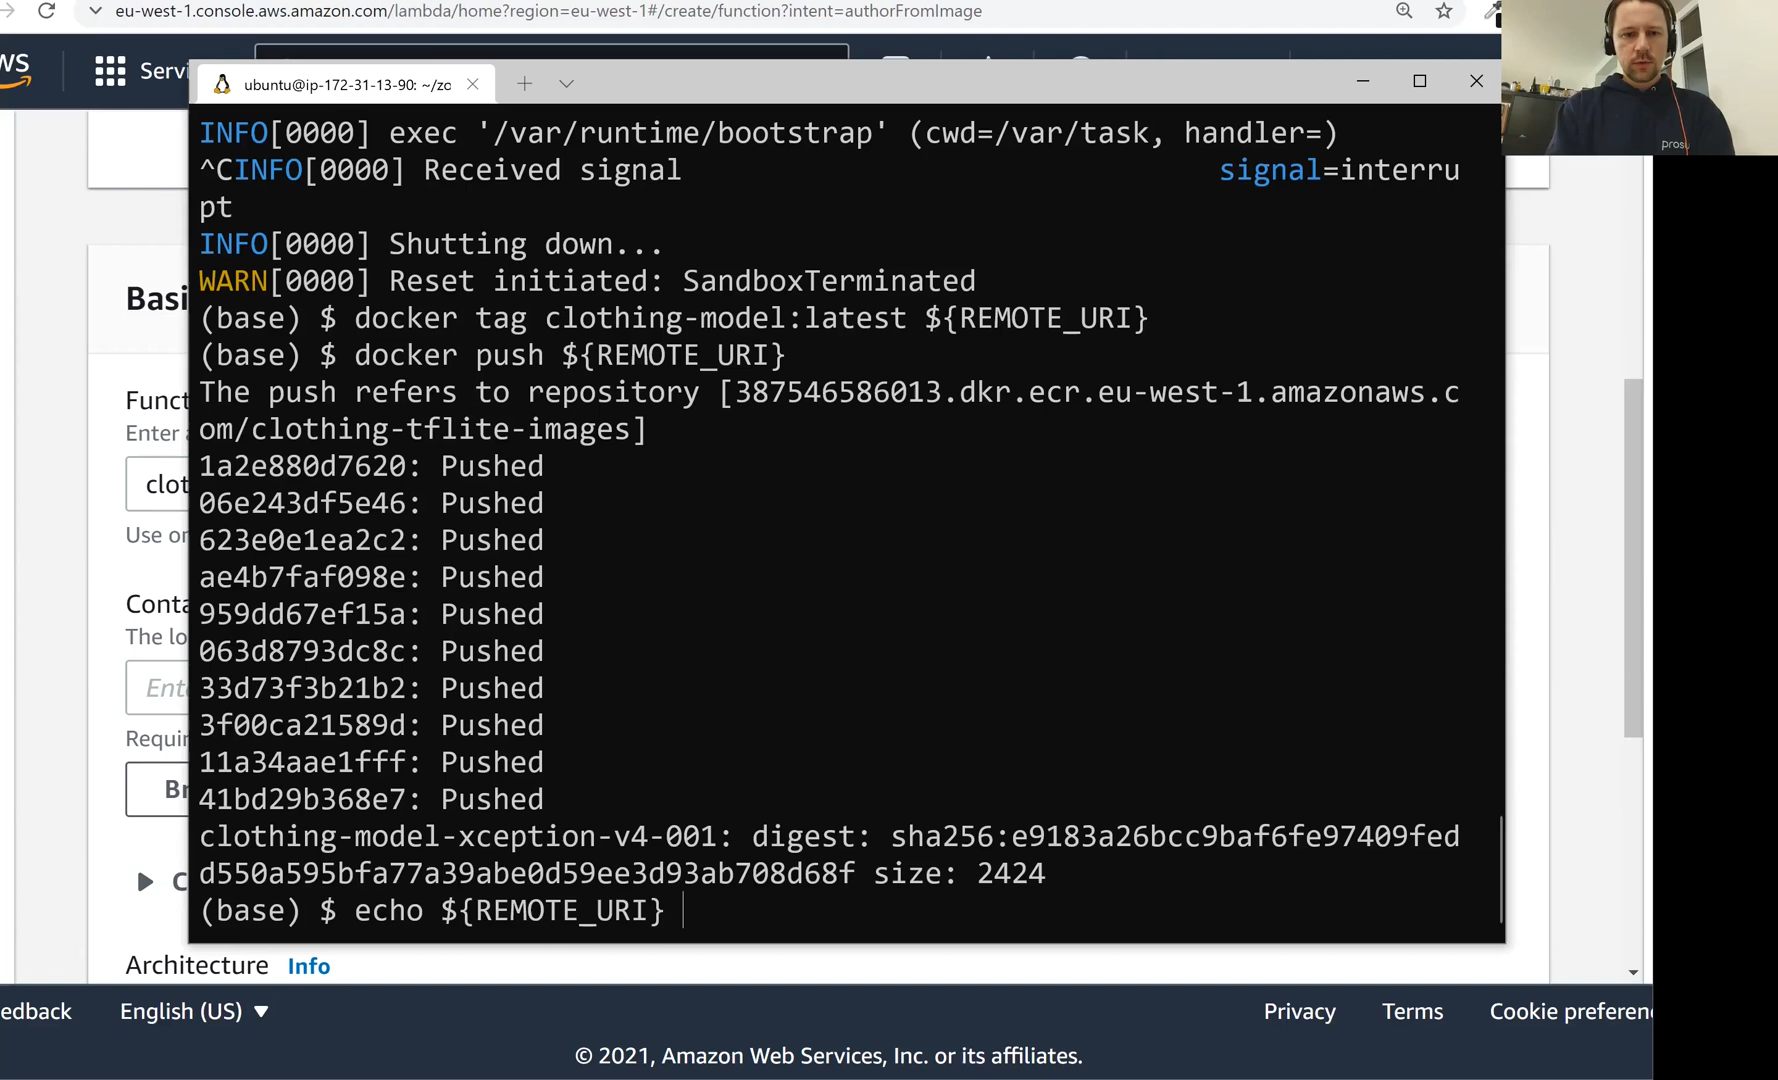 eu-west-1.console.aws.amazon.com/lambda/home?region=eu-west-1#/create/function?intent=authorFromImage
WS
Servi
ubuntu@ip-172-31-13-90: ~/zo
INFO[0000] exec '/var/runtime/bootstrap' (cwd=/var/task, handler=)
^CINFO[0000] Received signal signal=interru
pt
INFO[0000] Shutting down...
WARN[0000] Reset initiated: SandboxTerminated
(base) $ docker tag clothing-model:latest ${REMOTE_URI}
(base) $ docker push ${REMOTE_URI}
The push refers to repository [387546586013.dkr.ecr.eu-west-1.amazonaws.c
om/clothing-tflite-images]
1a2e880d7620: Pushed
06e243df5e46: Pushed
623e0e1ea2c2: Pushed
ae4b7faf098e: Pushed
959dd67ef15a: Pushed
063d8793dc8c: Pushed
33d73f3b21b2: Pushed
3f00ca21589d: Pushed
11a34aae1fff: Pushed
41bd29b368e7: Pushed
clothing-model-xception-v4-001: digest: sha256:e9183a26bcc9baf6fe97409fed
d550a595bfa77a39abe0d59ee3d93ab708d68f size: 2424
(base) $ echo ${REMOTE_URI}
Basi
Funct
Enter a
clot
Use on
Conta
The lo
Ente
Requir
Br
C
Architecture Info
edback
English (US)
Privacy
Terms
Cookie preferen
© 2021, Amazon Web Services, Inc. or its affiliates.
pros